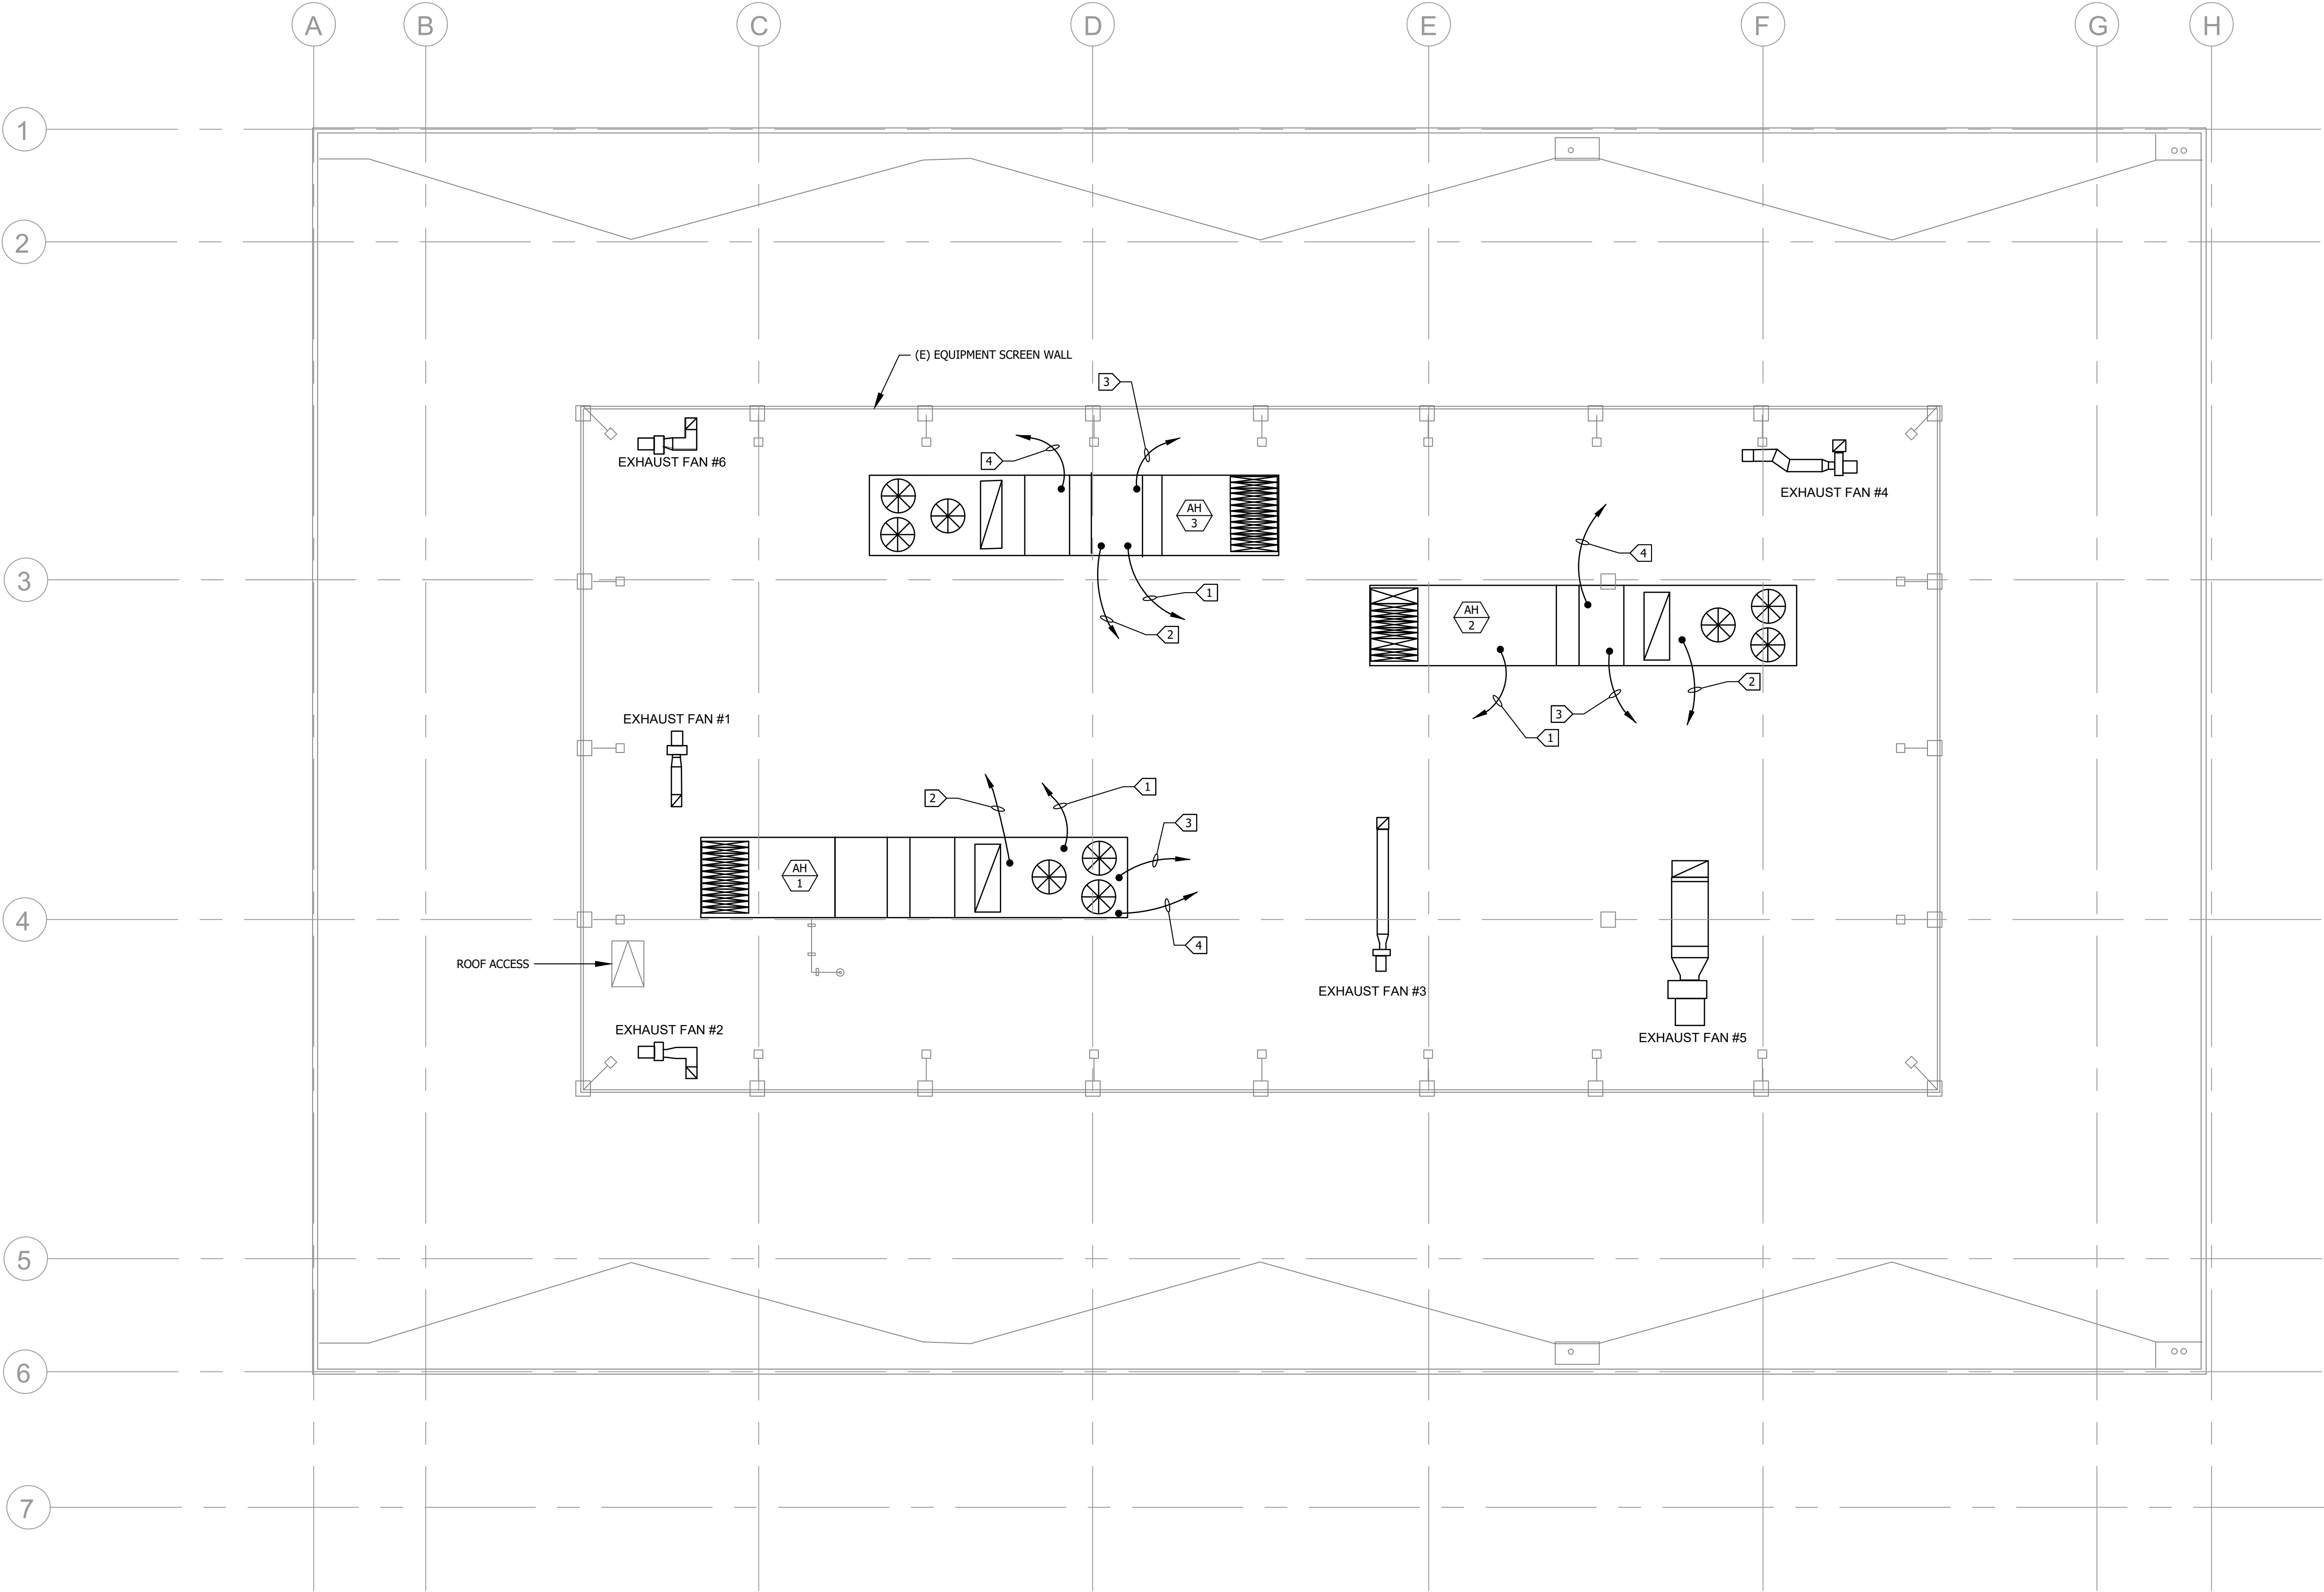 A
B
C
D
E
F
G
H
1
2
(E) EQUIPMENT SCREEN WALL
3
EXHAUST FAN #6
4
EXHAUST FAN #4
AH
3
4
3
1
2
AH
2
2
3
1
EXHAUST FAN #1
2
1
3
AH
1
4
4
ROOF ACCESS
EXHAUST FAN #3
EXHAUST FAN #2
EXHAUST FAN #5
5
6
7